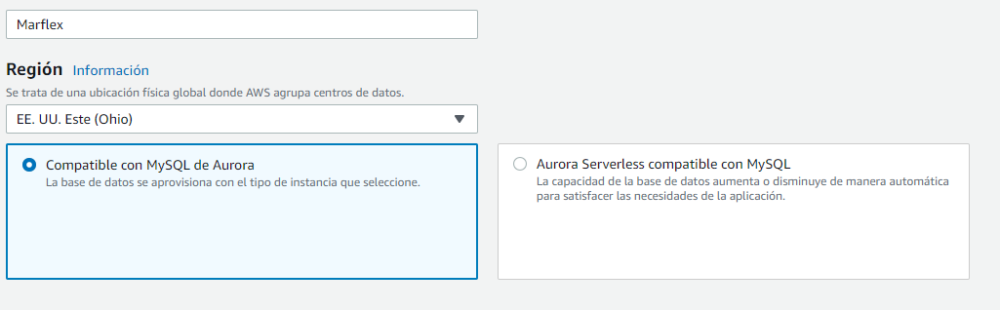 Marflex
Región Información
Se trata de una ubicación física global donde AWS agrupa centros de datos.
EE. UU. Este (Ohio)
Compatible con MySQL de Aurora
La base de datos se aprovisiona con el tipo de instancia que seleccione.
Aurora Serverless compatible con MySQL
La capacidad de la base de datos aumenta o disminuye de manera automática
para satisfacer las necesidades de la aplicación.